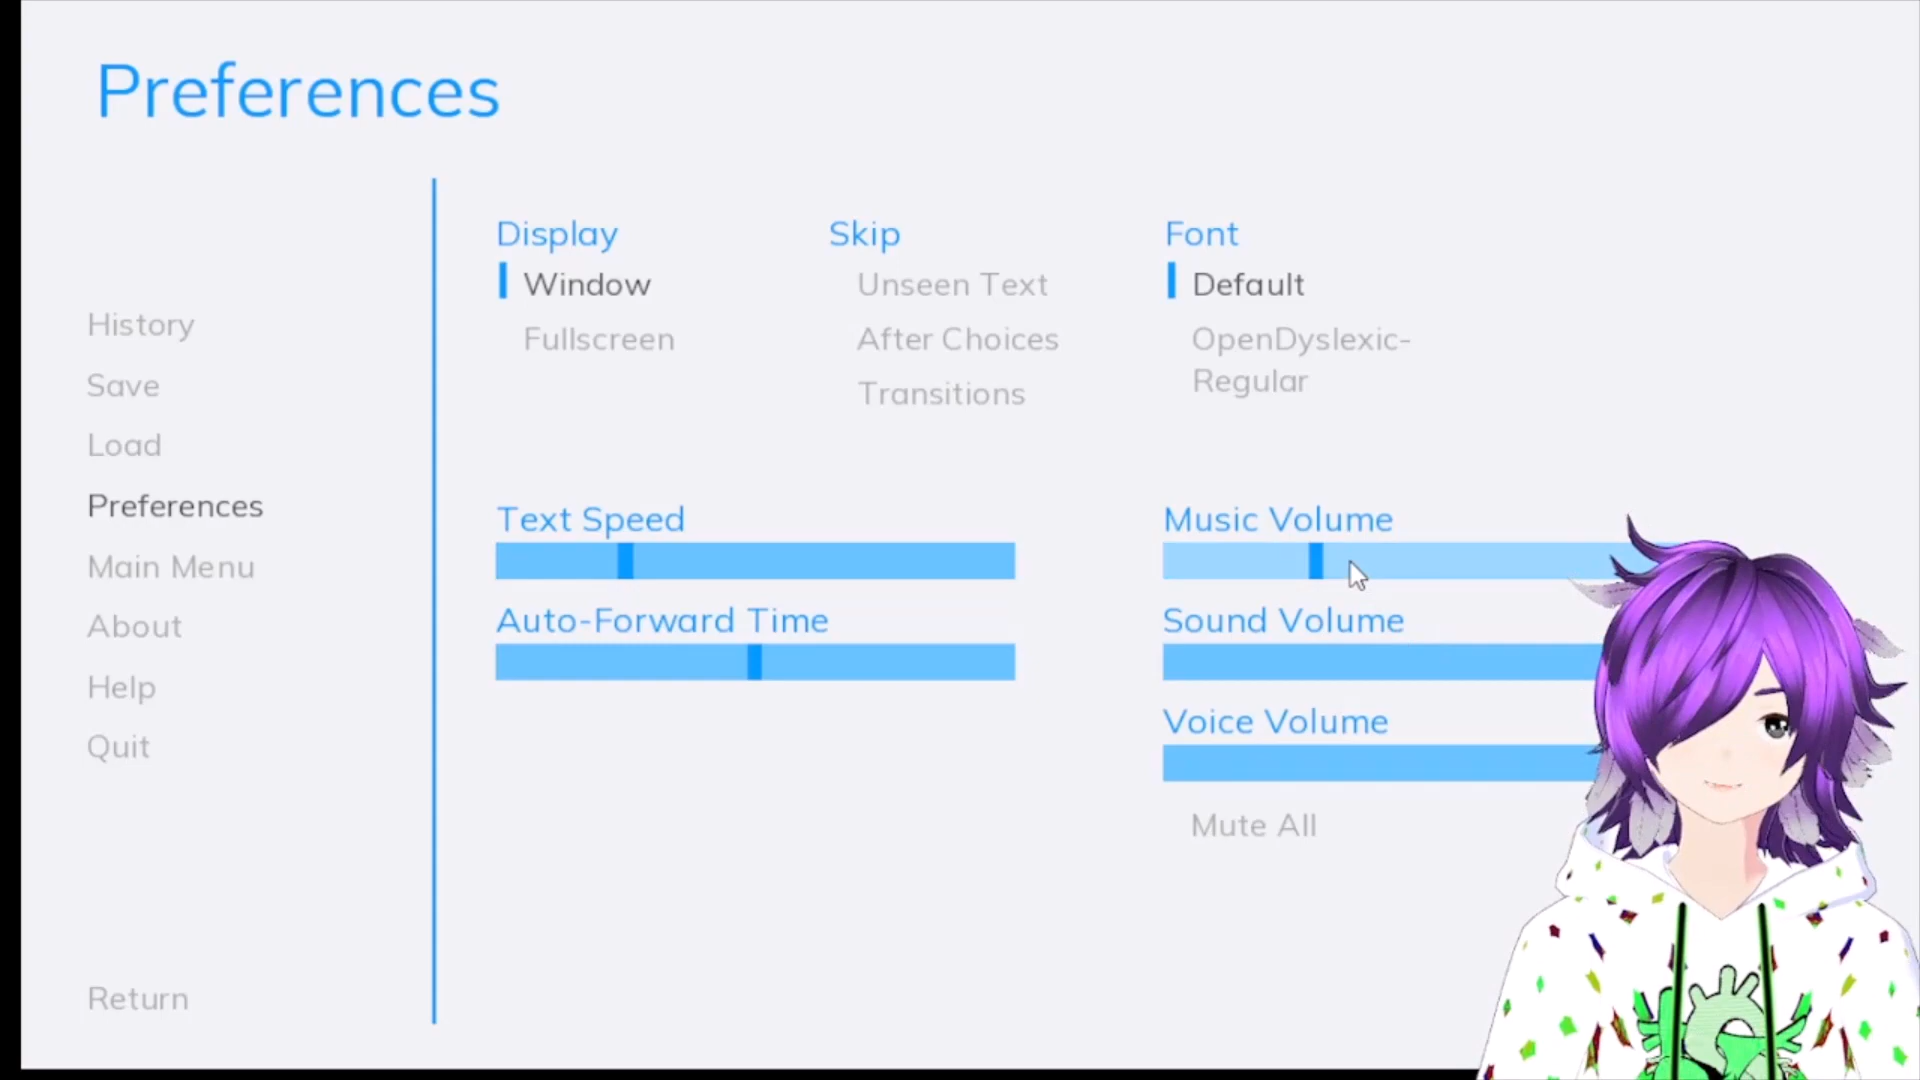 Preferences
History
Save
Load
Preferences
Main Menu
About
Help
Quit
Return
Display
Window
Fullscreen
Skip
Unseen Text
After Choices
Transitions
Font
Default
OpenDyslexic-
Regular
Text Speed
Auto-Forward Time
Music Volume
Sound Volume
Voice Volume
Mute All